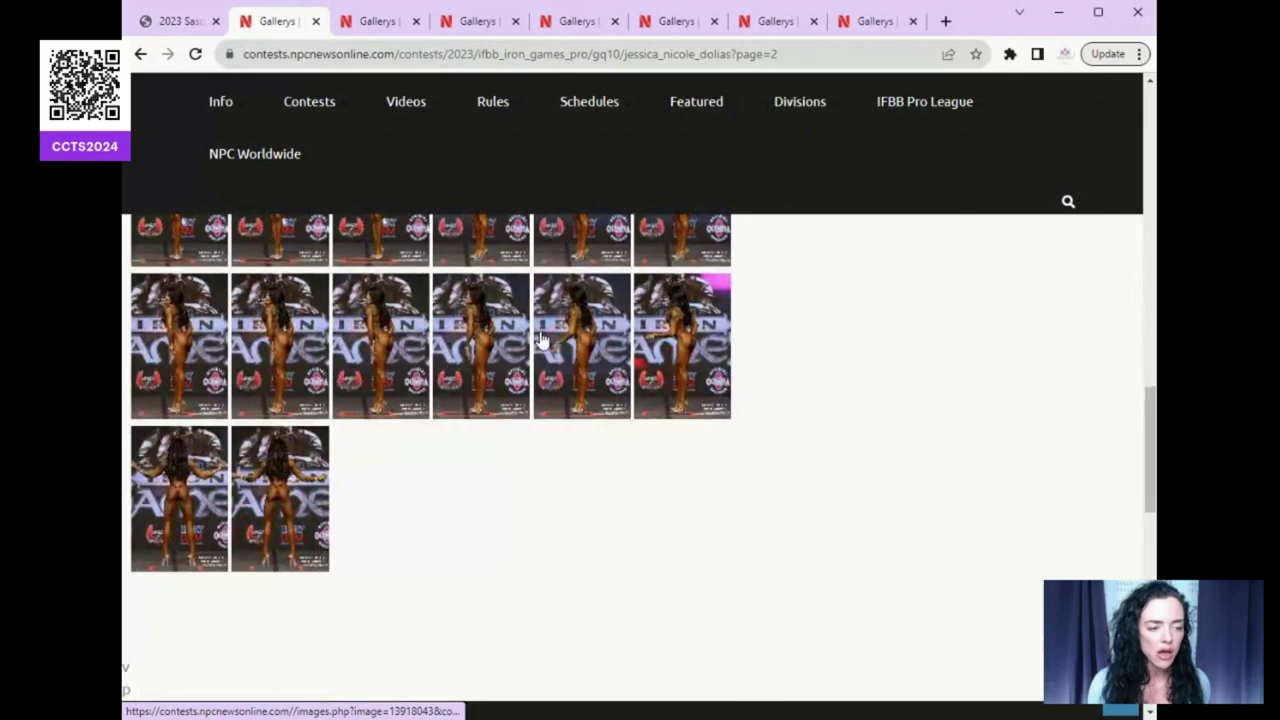 2023 Sas
Gallerys |
Gallerys |
Gallerys |
Gallerys |
Gallerys |
Gallerys |
Gallerys |
contests.npcnewsonline.com/contests/2023/ifbb_iron_games_pro/gq10/jessica_nicole_dolias?page=2
Update
CCTS2024
Info
Contests
Videos
Rules
Schedules
Featured
Divisions
IFBB Pro League
NPC Worldwide
v
p
https://contests.npcnewsonline.com//images.php?image=13918043&co...